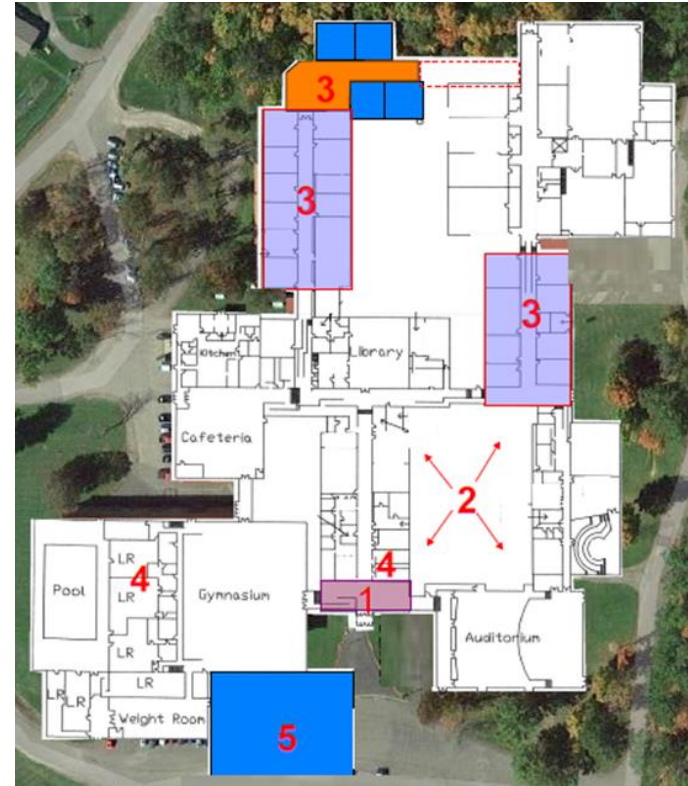 3
3
3
Kitchen
Library
Cafeteria
2
4
LR
Pool
4
LR
Gymnasium
1
Auditorium
LR
LR
LR
LR
Weight Room
5